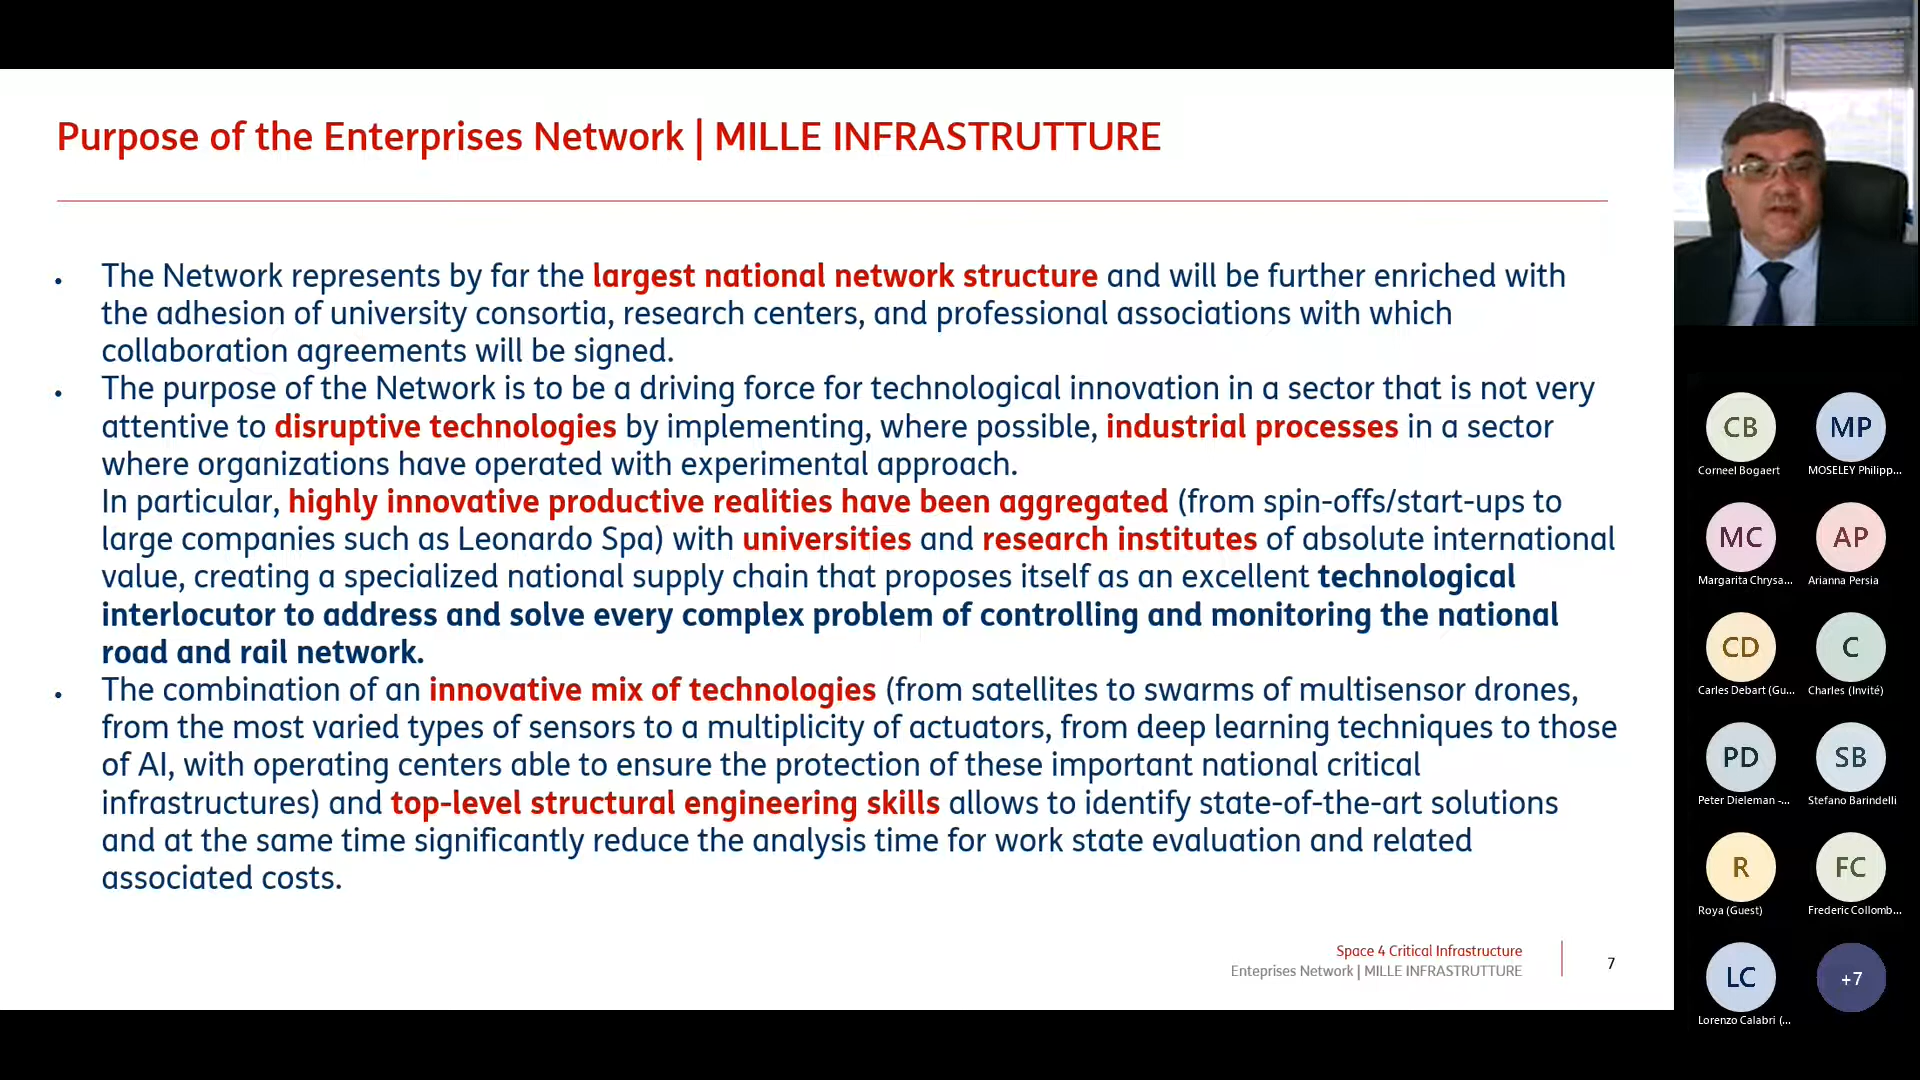 Purpose of the Enterprises Network | MILLE INFRASTRUTTURE
• The Network represents by far the largest national network structure and will be further enriched with
the adhesion of university consortia, research centers, and professional associations with which
collaboration agreements will be signed.
• The purpose of the Network is to be a driving force for technological innovation in a sector that is not very
attentive to disruptive technologies by implementing, where possible, industrial processes in a sector
where organizations have operated with experimental approach.
In particular, highly innovative productive realities have been aggregated (from spin-offs/start-ups to
large companies such as Leonardo Spa) with universities and research institutes of absolute international
value, creating a specialized national supply chain that proposes itself as an excellent technological
interlocutor to address and solve every complex problem of controlling and monitoring the national
road and rail network.
• The combination of an innovative mix of technologies (from satellites to swarms of multisensor drones,
from the most varied types of sensors to a multiplicity of actuators, from deep learning techniques to those
of AI, with operating centers able to ensure the protection of these important national critical
infrastructures) and top-level structural engineering skills allows to identify state-of-the-art solutions
and at the same time significantly reduce the analysis time for work state evaluation and related
associated costs.
Space 4 Critical Infrastructure
Enteprises Network | MILLE INFRASTRUTTURE
7
CB
Corneel Bogaert
MP
MOSELEY Philipp...
MC
Margarita Chrysa...
AP
Arianna Persia
CD
Carles Debart (Gu...
C
Charles (Invité)
PD
Peter Dieleman -...
SB
Stefano Barindelli
R
Roya (Guest)
FC
Frederic Collomb...
LC
Lorenzo Calabri (...
+7